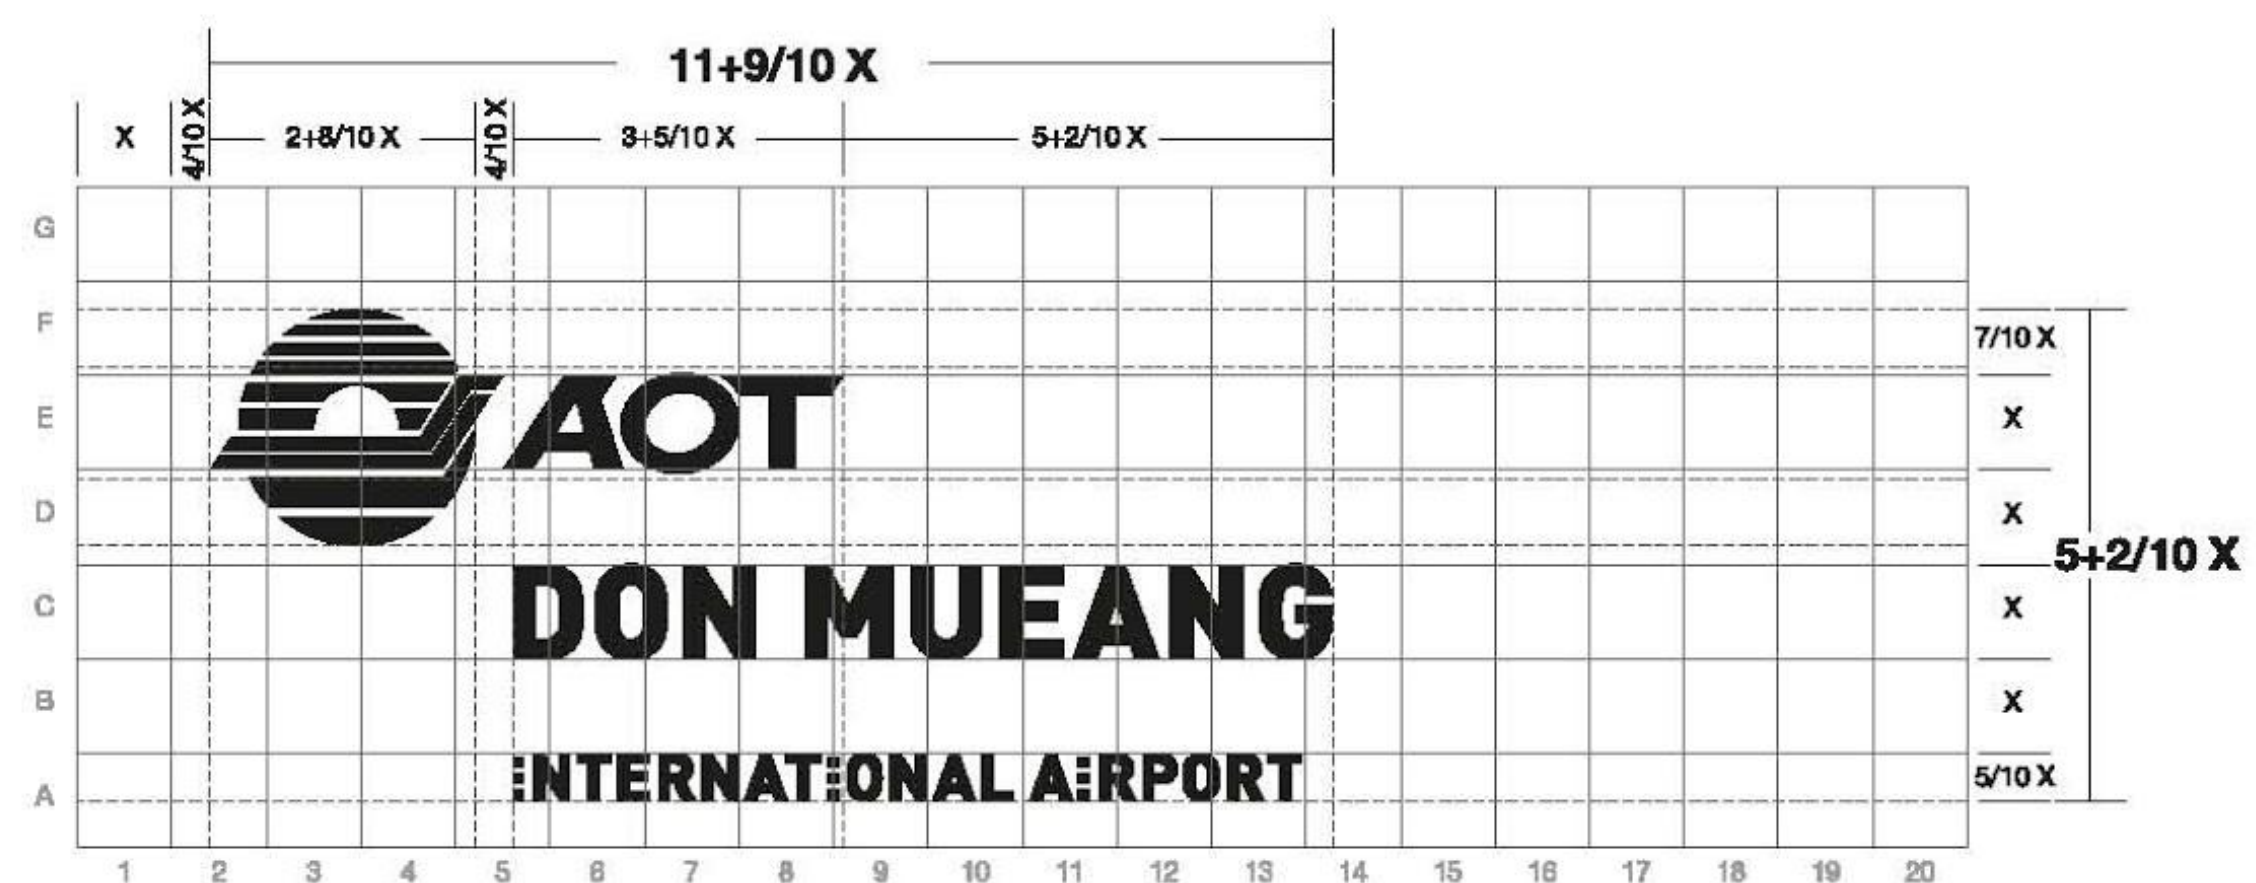 11+9/10 X
X 4/10 X 2+8/10 X 4/10 X 3+5/10 X 5+2/10 X
G
F 7/10 X
AOT
E X
D X
5+2/10 X
DON MUEANG
C X
B X
INTERNATIONAL AIRPORT
A 5/10 X
1 2 3 4 5 6 7 8 9 10 11 12 13 14 15 16 17 18 19 20